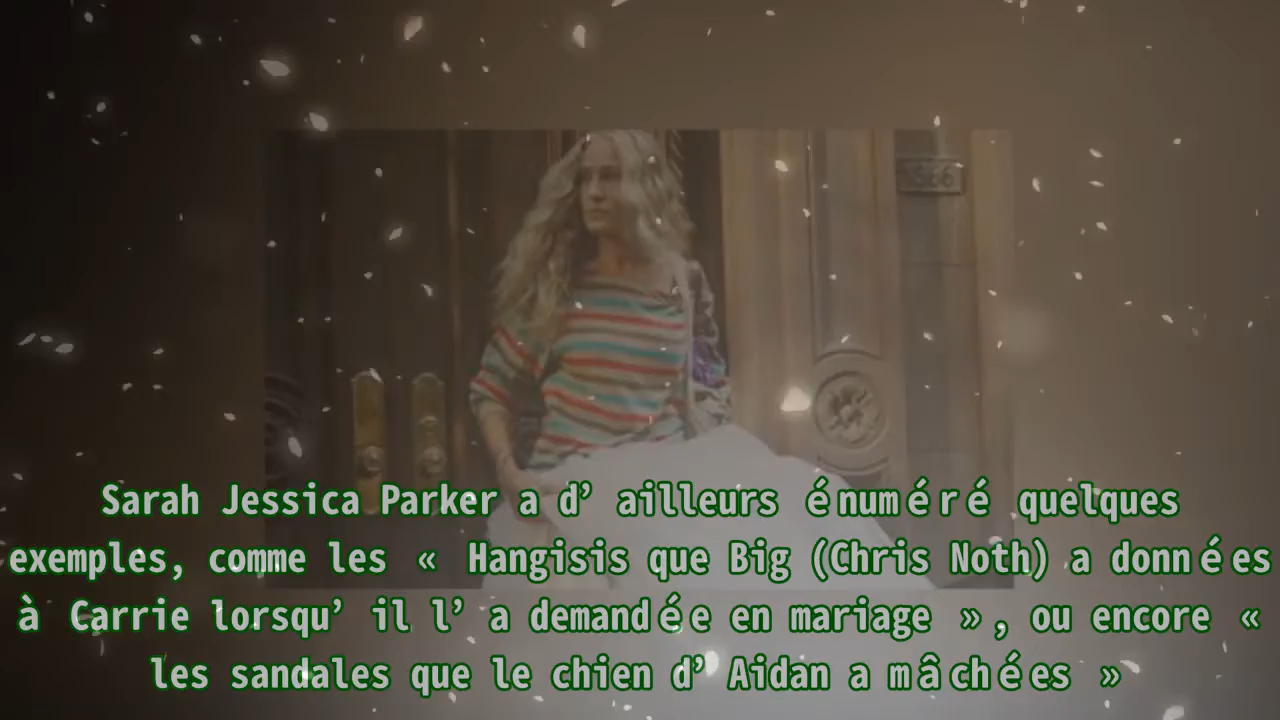 Sarah Jessica Parker a d’ ailleurs énuméré quelques
exemples, comme les « Hangisis que Big (Chris Noth) a données
à Carrie lorsqu’ il l’ a demandée en mariage », ou encore «
les sandales que le chien d’ Aidan a mâchées »